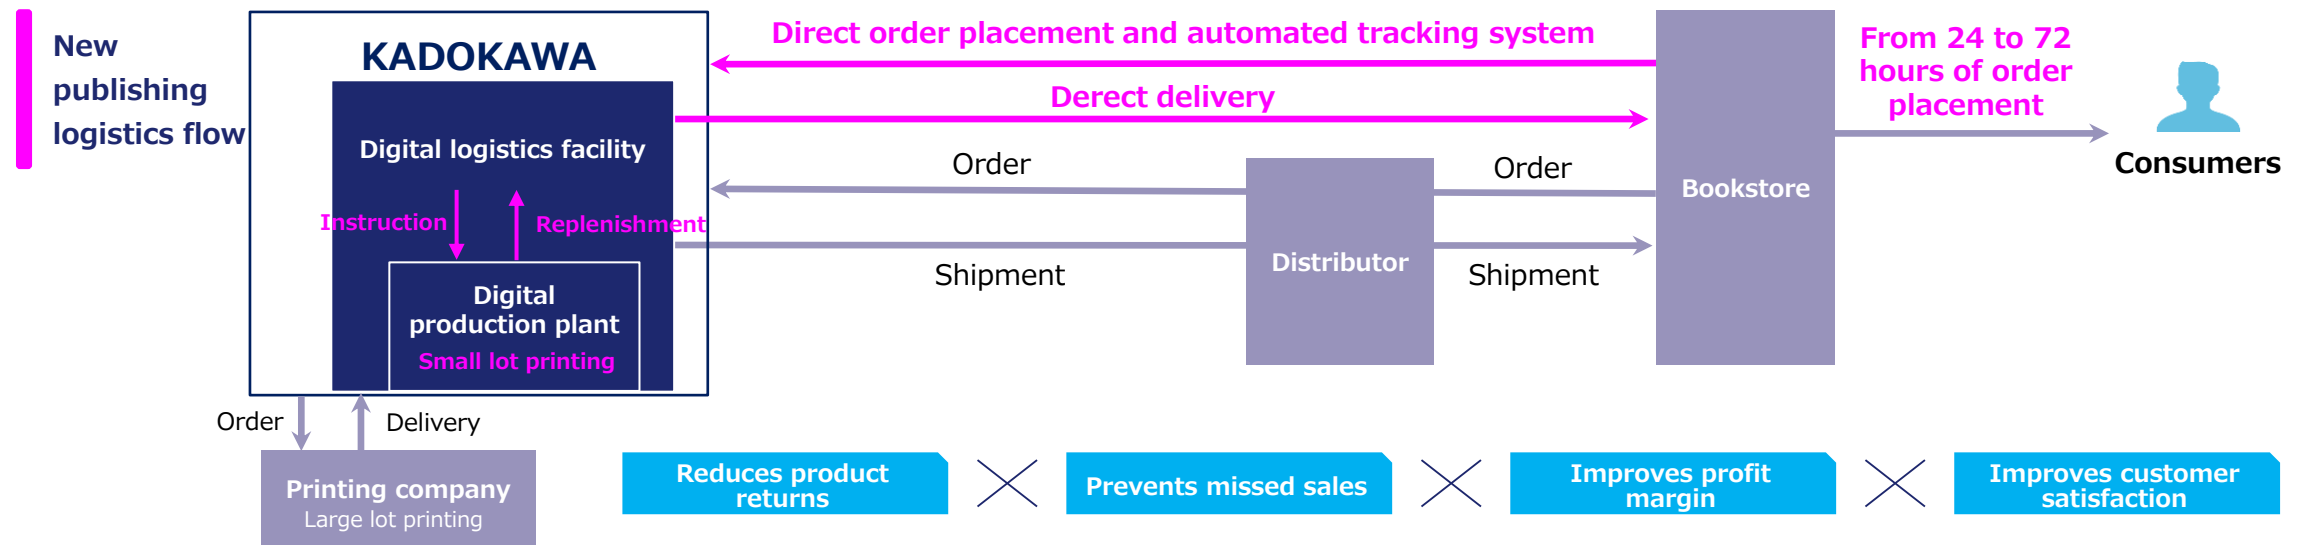 New
publishing
logistics flow
KADOKAWA
Digital logistics facility
Instruction
Replenishment
Digital
production plant
Small lot printing
Order
Delivery
Printing company
Large lot printing
Direct order placement and automated tracking system
Derect delivery
Order
Shipment
Distributor
Order
Shipment
Bookstore
From 24 to 72
hours of order
placement
Consumers
Reduces product
returns
Prevents missed sales
Improves profit
margin
Improves customer
satisfaction